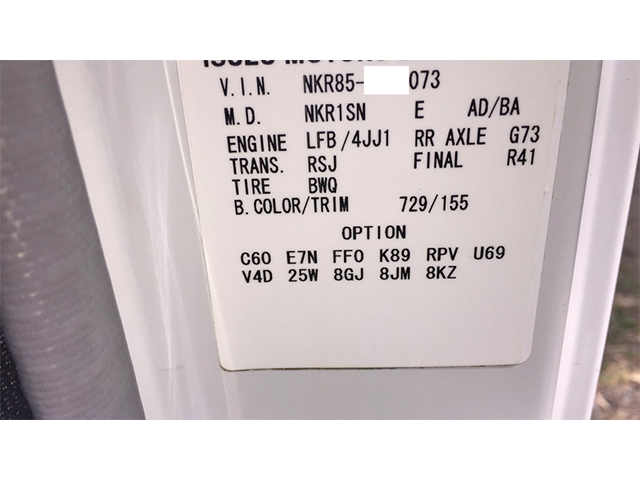 V.I.N. NKR85- 073
M.D. NKR1SN E AD/BA
ENGINE LFB/4JJ1 RR AXLE G73
TRANS. RSJ FINAL R41
TIRE BWQ
B.COLOR/TRIM 729/155
OPTION
C60 E7N FF0 K89 RPV U69
V4D 25W 8GJ 8JM 8KZ